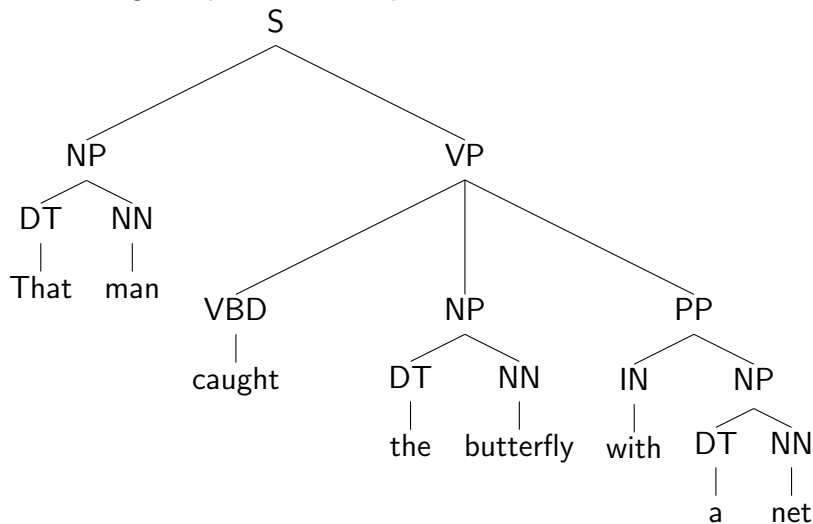 S
NP VP
DT NN
That man
VBD NP PP
caught DT NN IN NP
the butterfly with DT NN
a net